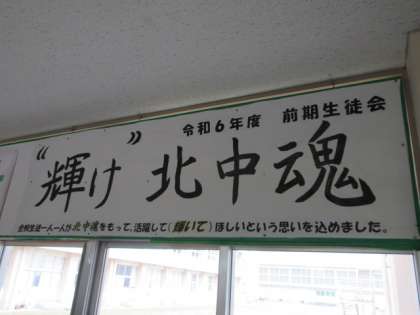 令和6年度 前期生徒会
“輝け” 北中魂
全校生徒一人一人が北中魂をもって、活躍して(輝いて)ほしいという思いを込めました。